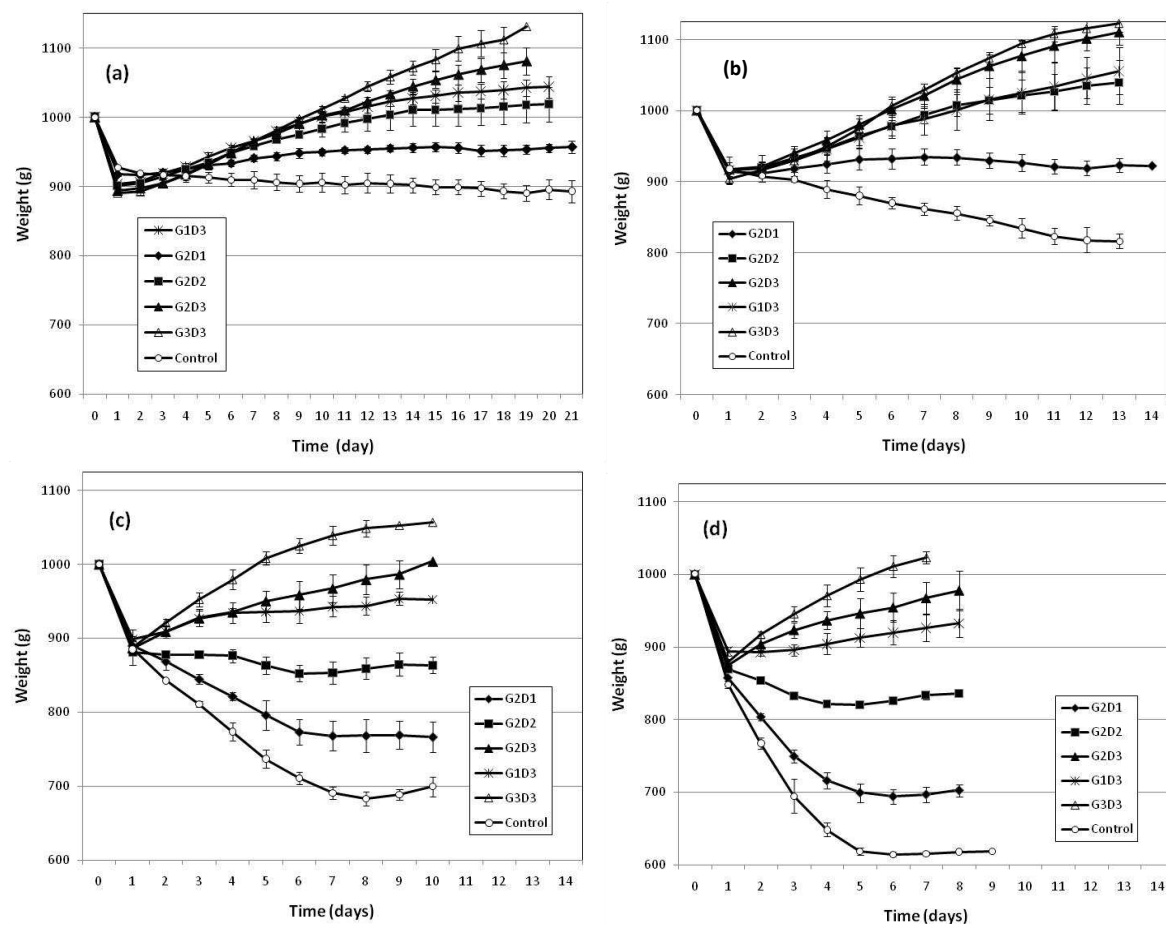 (a)
1100
1000
900
800
700
600
Weight (g)
G1D3
G2D1
G2D2
G2D3
G3D3
Control
0 1 2 3 4 5 6 7 8 9 10 11 12 13 14 15 16 17 18 19 20 21
Time (day)
(b)
1100
1000
900
800
700
600
Weight (g)
G2D1
G2D2
G2D3
G1D3
G3D3
Control
0 1 2 3 4 5 6 7 8 9 10 11 12 13 14
Time (days)
(c)
1100
1000
900
800
700
600
Weight (g)
G2D1
G2D2
G2D3
G1D3
G3D3
Control
0 1 2 3 4 5 6 7 8 9 10 11 12 13 14
Time (days)
(d)
1100
1000
900
800
700
600
Weight (g)
G2D1
G2D2
G2D3
G1D3
G3D3
Control
0 1 2 3 4 5 6 7 8 9 10 11 12 13 14
Time (days)